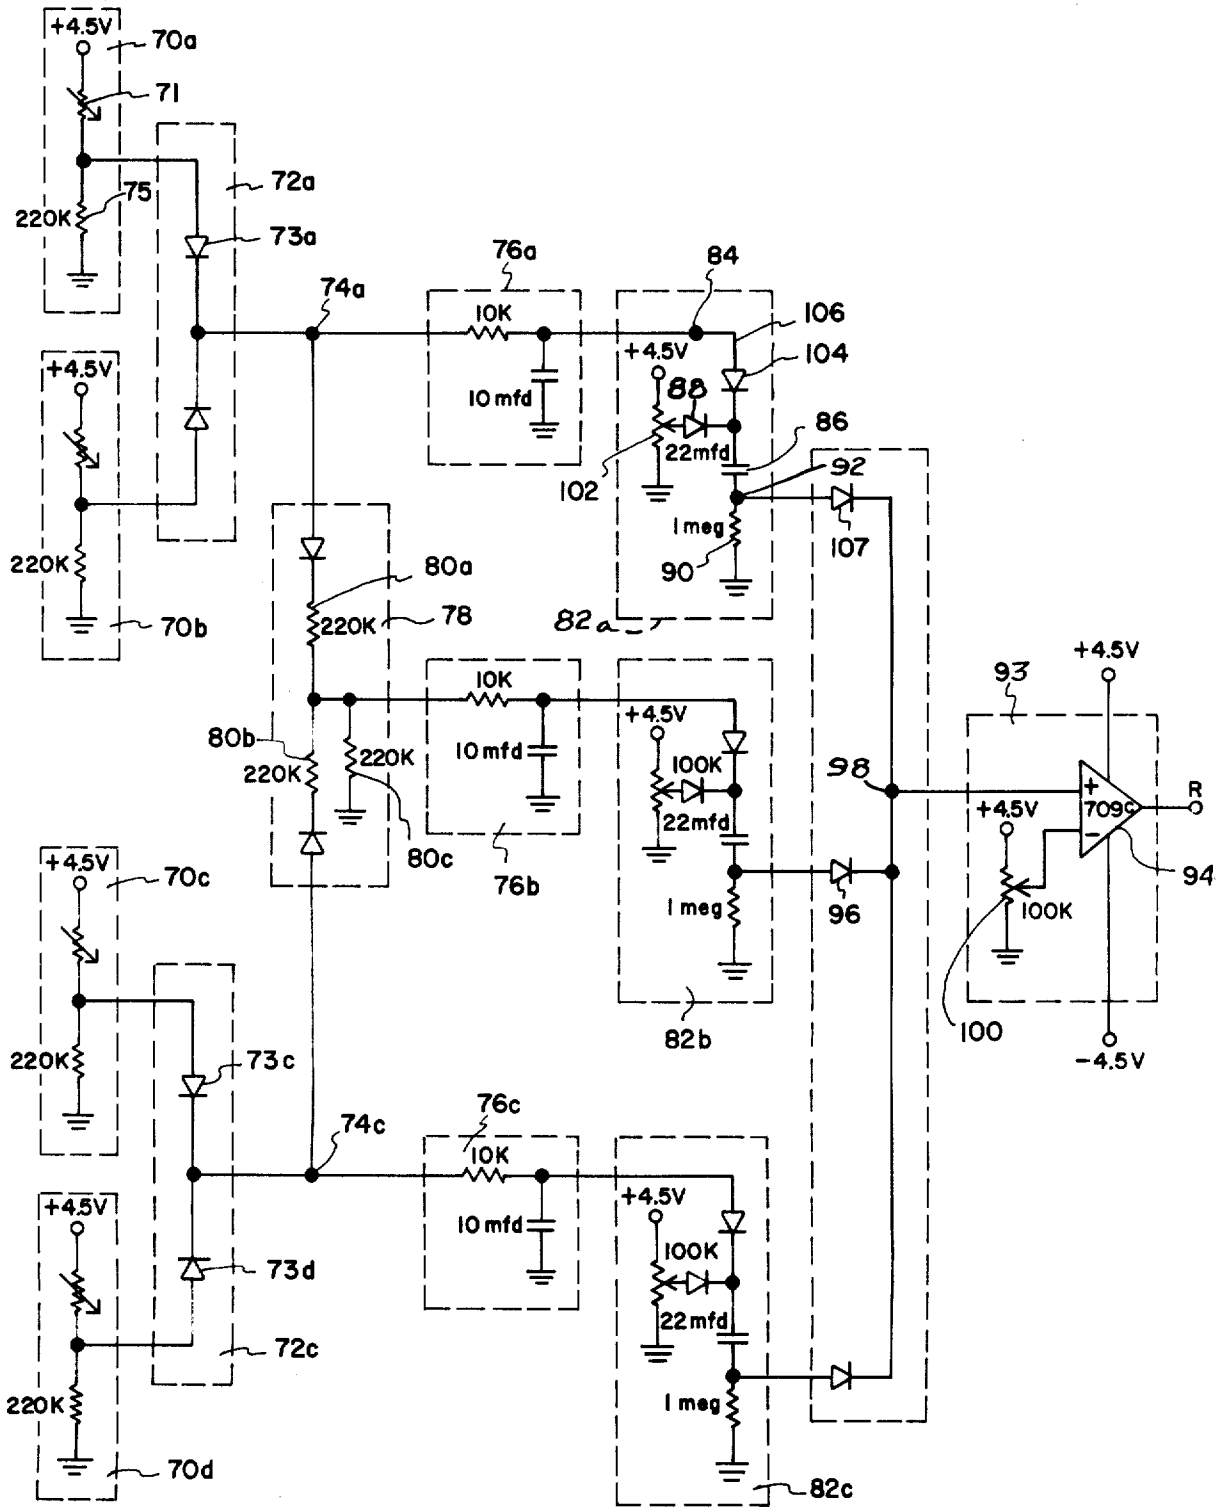 +4.5V
70a
71
72a
75
220K
73a
76a
84
74a
10K
106
+4.5V
104
+4.5V
88
10 mfd
86
22mfd
92
102
1 meg
107
220K
80a
90
78
82a
220K
70b
+4.5V
10K
93
+4.5V
80b
10 mfd
220K
100K
98
R
220K
+
709C
22mfd
+4.5V
-
80c
+4.5V
70c
76b
94
1 meg
96
100K
82b
100
220K
73c
-4.5V
76c
74c
10K
+4.5V
+4.5V
10 mfd
100K
73d
22mfd
72c
1 meg
220K
70d
82c